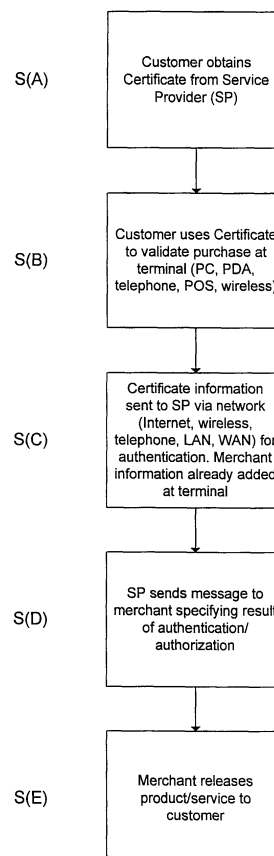 S(A)
Customer obtains
Certificate from Service
Provider (SP)
S(B)
Customer uses Certificate
to validate purchase at
terminal (PC, PDA,
telephone, POS, wireless)
S(C)
Certificate information
sent to SP via network
(Internet, wireless,
telephone, LAN, WAN) for
authentication. Merchant
information already added
at terminal
S(D)
SP sends message to
merchant specifying result
of authentication/
authorization
S(E)
Merchant releases
product/service to
customer